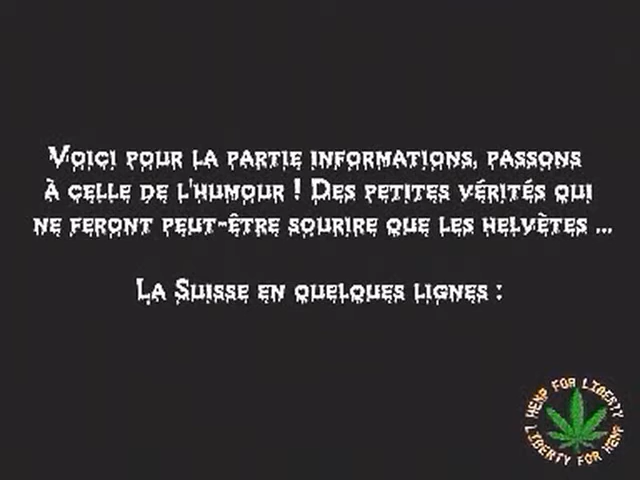 Voici pour la partie informations, passons
à celle de l'humour ! Des petites vérités qui
ne feront peut-être sourire que les helvètes ...
La Suisse en quelques lignes :
HEMP FOR LIBERTY
LIBERTY FOR HEMP